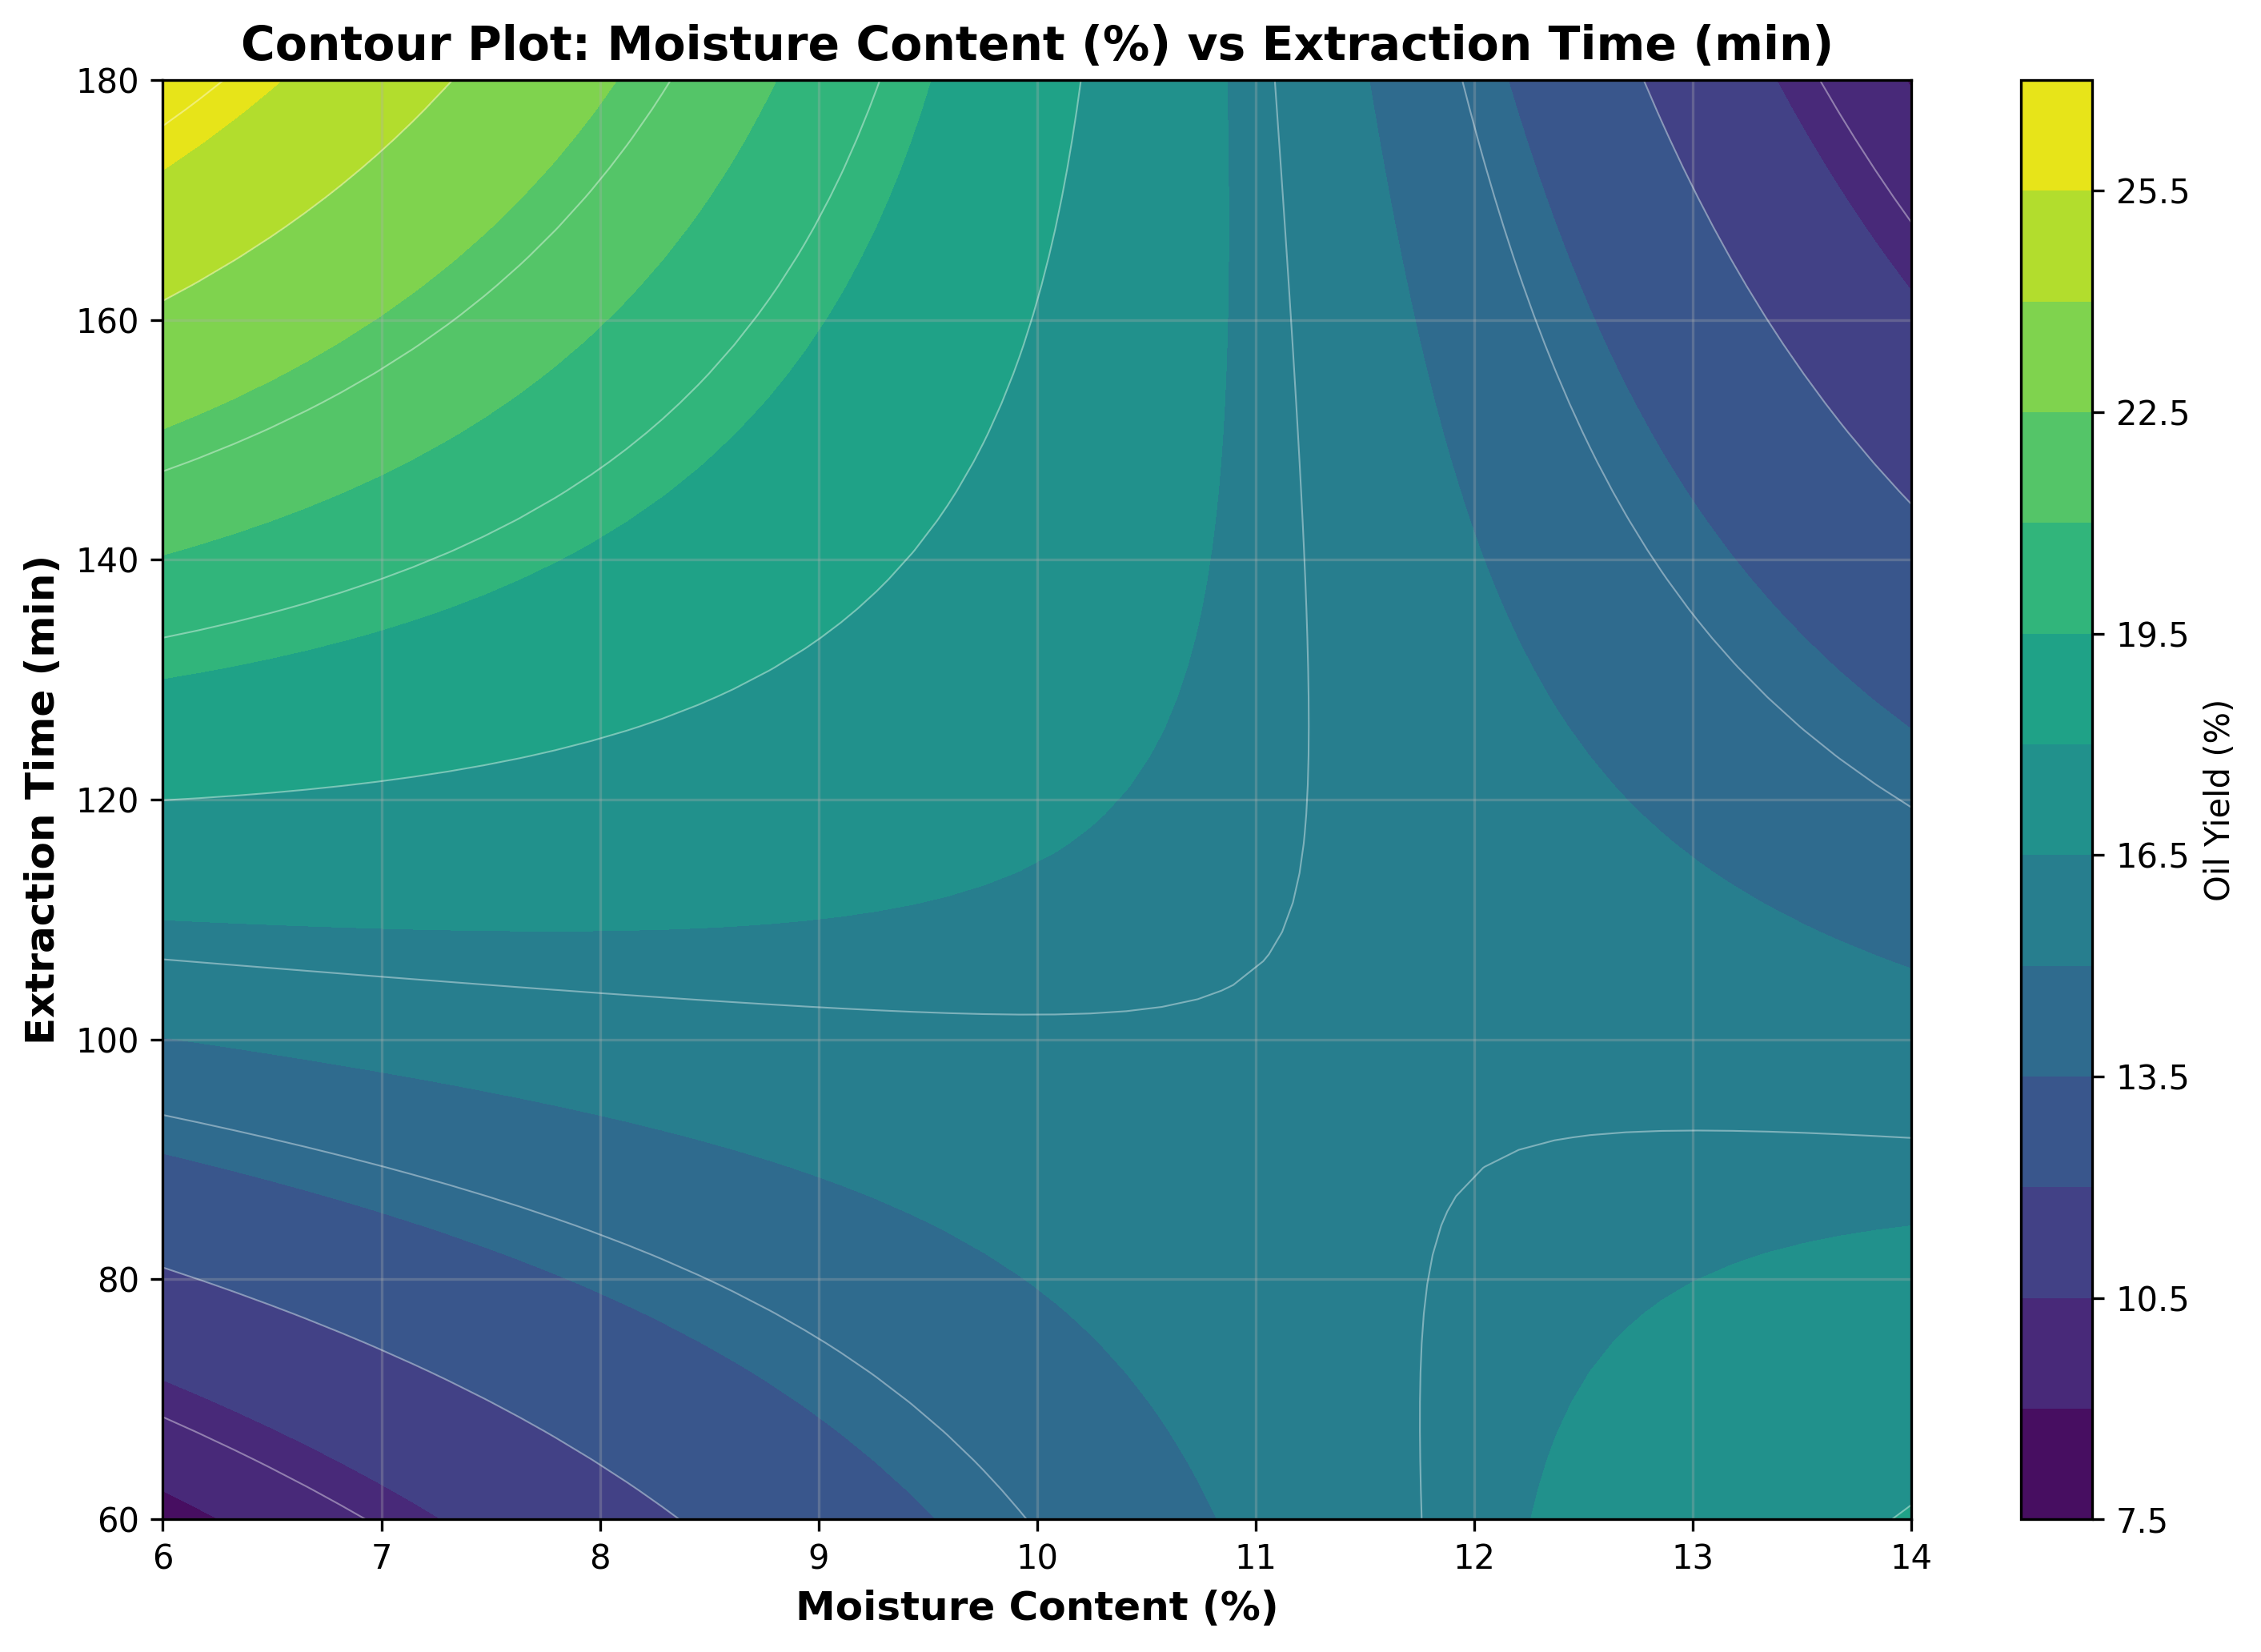 Contour Plot: Moisture Content (%) vs Extraction Time (min)
180
160
140
120
100
80
60
Extraction Time (min)
6 7 8 9 10 11 12 13 14
Moisture Content (%)
25.5
22.5
19.5
16.5
13.5
10.5
7.5
Oil Yield (%)